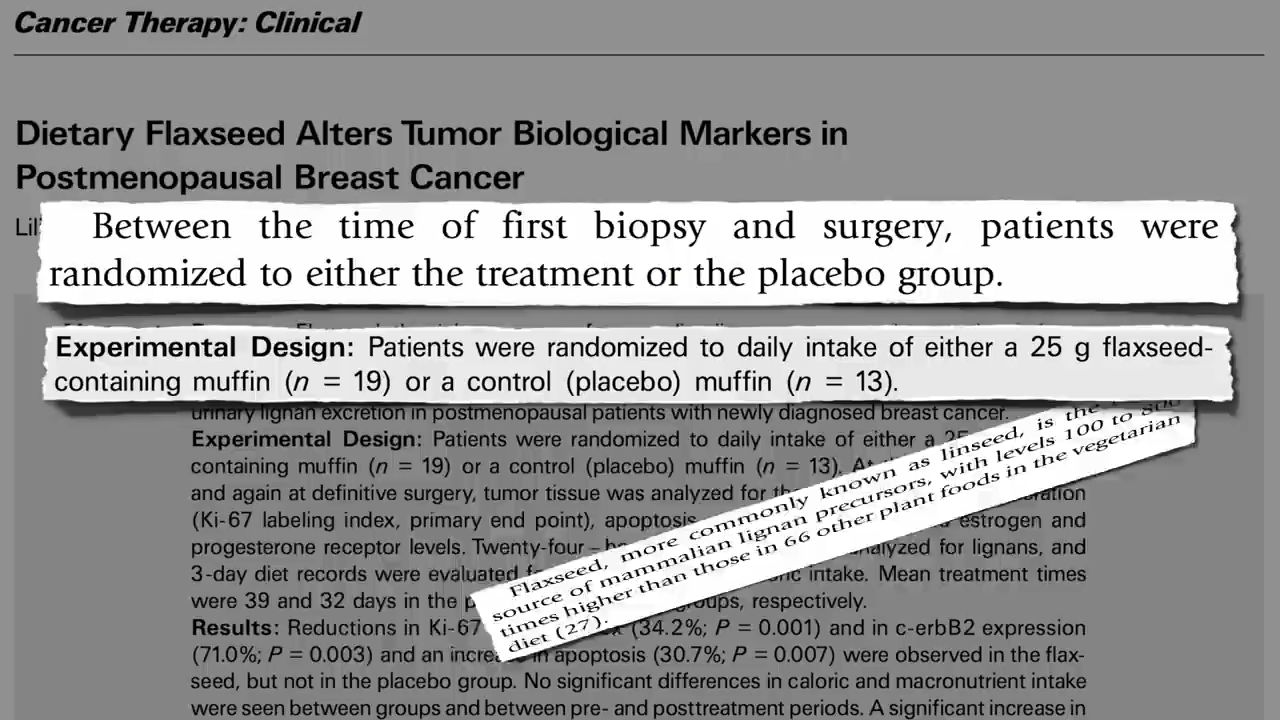 Cancer Therapy: Clinical
Dietary Flaxseed Alters Tumor Biological Markers in
Postmenopausal Breast Cancer
Lil
Between the time of first biopsy and surgery, patients were
randomized to either the treatment or the placebo group.
Experimental Design: Patients were randomized to daily intake of either a 25 g flaxseed-
containing muffin (n = 19) or a control (placebo) muffin (n = 13).
urinary lignan excretion in postmenopausal patients with newly diagnosed breast cancer.
Experimental Design: Patients were randomized to daily intake of either a 25
containing muffin (n = 19) or a control (placebo) muffin (n = 13). At
and again at definitive surgery, tumor tissue was analyzed for the
(Ki-67 labeling index, primary end point), apoptosis estrogen and
progesterone receptor levels. Twenty-four - analyzed for lignans, and
3-day diet records were evaluated intake. Mean treatment times
were 39 and 32 days in the groups, respectively.
Flaxseed, more commonly known as linseed, is the
source of mammalian lignan precursors, with levels 100 to 800
times higher than those in 66 other plant foods in the vegetarian
diet (27).
Results: Reductions in Ki-67 (34.2%; P = 0.001) and in c-erbB2 expression
(71.0%; P = 0.003) and an increase in apoptosis (30.7%; P = 0.007) were observed in the flax-
seed, but not in the placebo group. No significant differences in caloric and macronutrient intake
were seen between groups and between pre- and posttreatment periods. A significant increase in